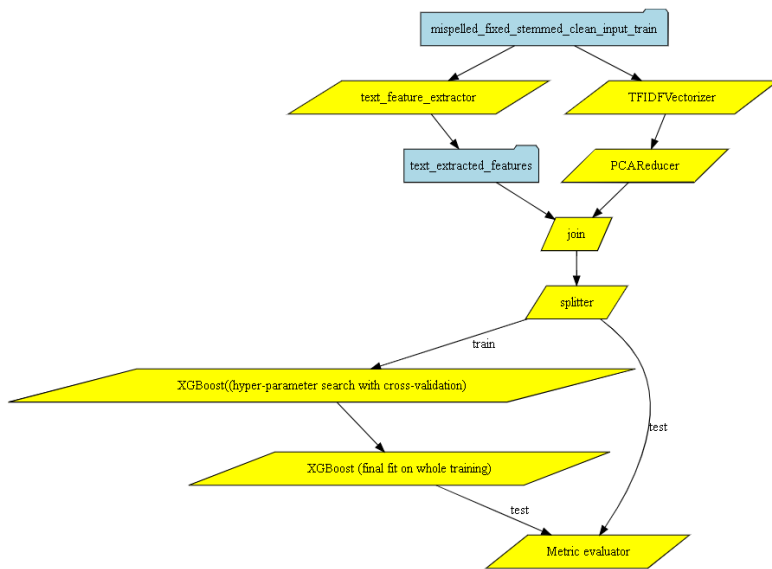 mispelled_fixed_stemmed_clean_input_train
text_feature_extractor
TFIDFVectorizer
text_extracted_features
PCAReducer
join
splitter
train
XGBoost((hyper-parameter search with cross-validation)
test
XGBoost (final fit on whole training)
test
Metric evaluator